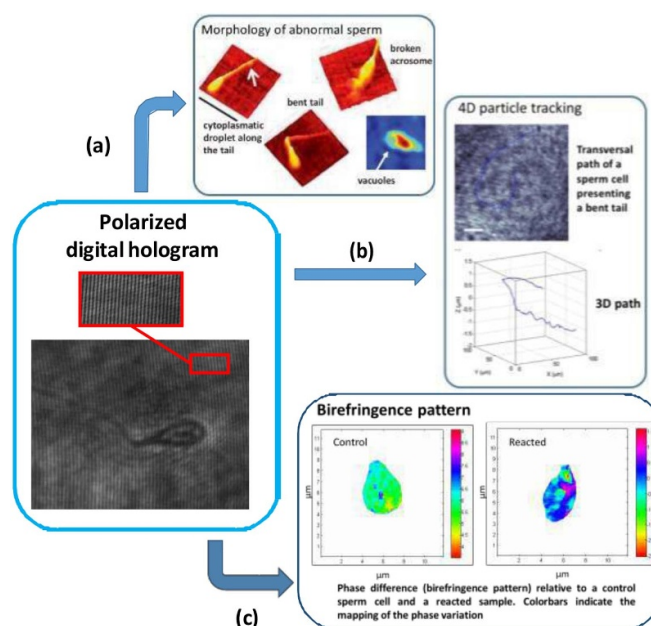 Morphology of abnormal sperm
broken
acrosome
bent tail
cytoplasmatic
droplet along
the tail
vacuoles
(a)
4D particle tracking
Transversal
path of a
sperm cell
presenting
a bent tail
3D path
Z (µm)
Y (µm)
X (µm)
Polarized
digital hologram
(b)
Birefringence pattern
Control
Reacted
µm
µm
µm
µm
Phase difference (birefringence pattern) relative to a control
sperm cell and a reacted sample. Colorbars indicate the
mapping of the phase variation
(c)